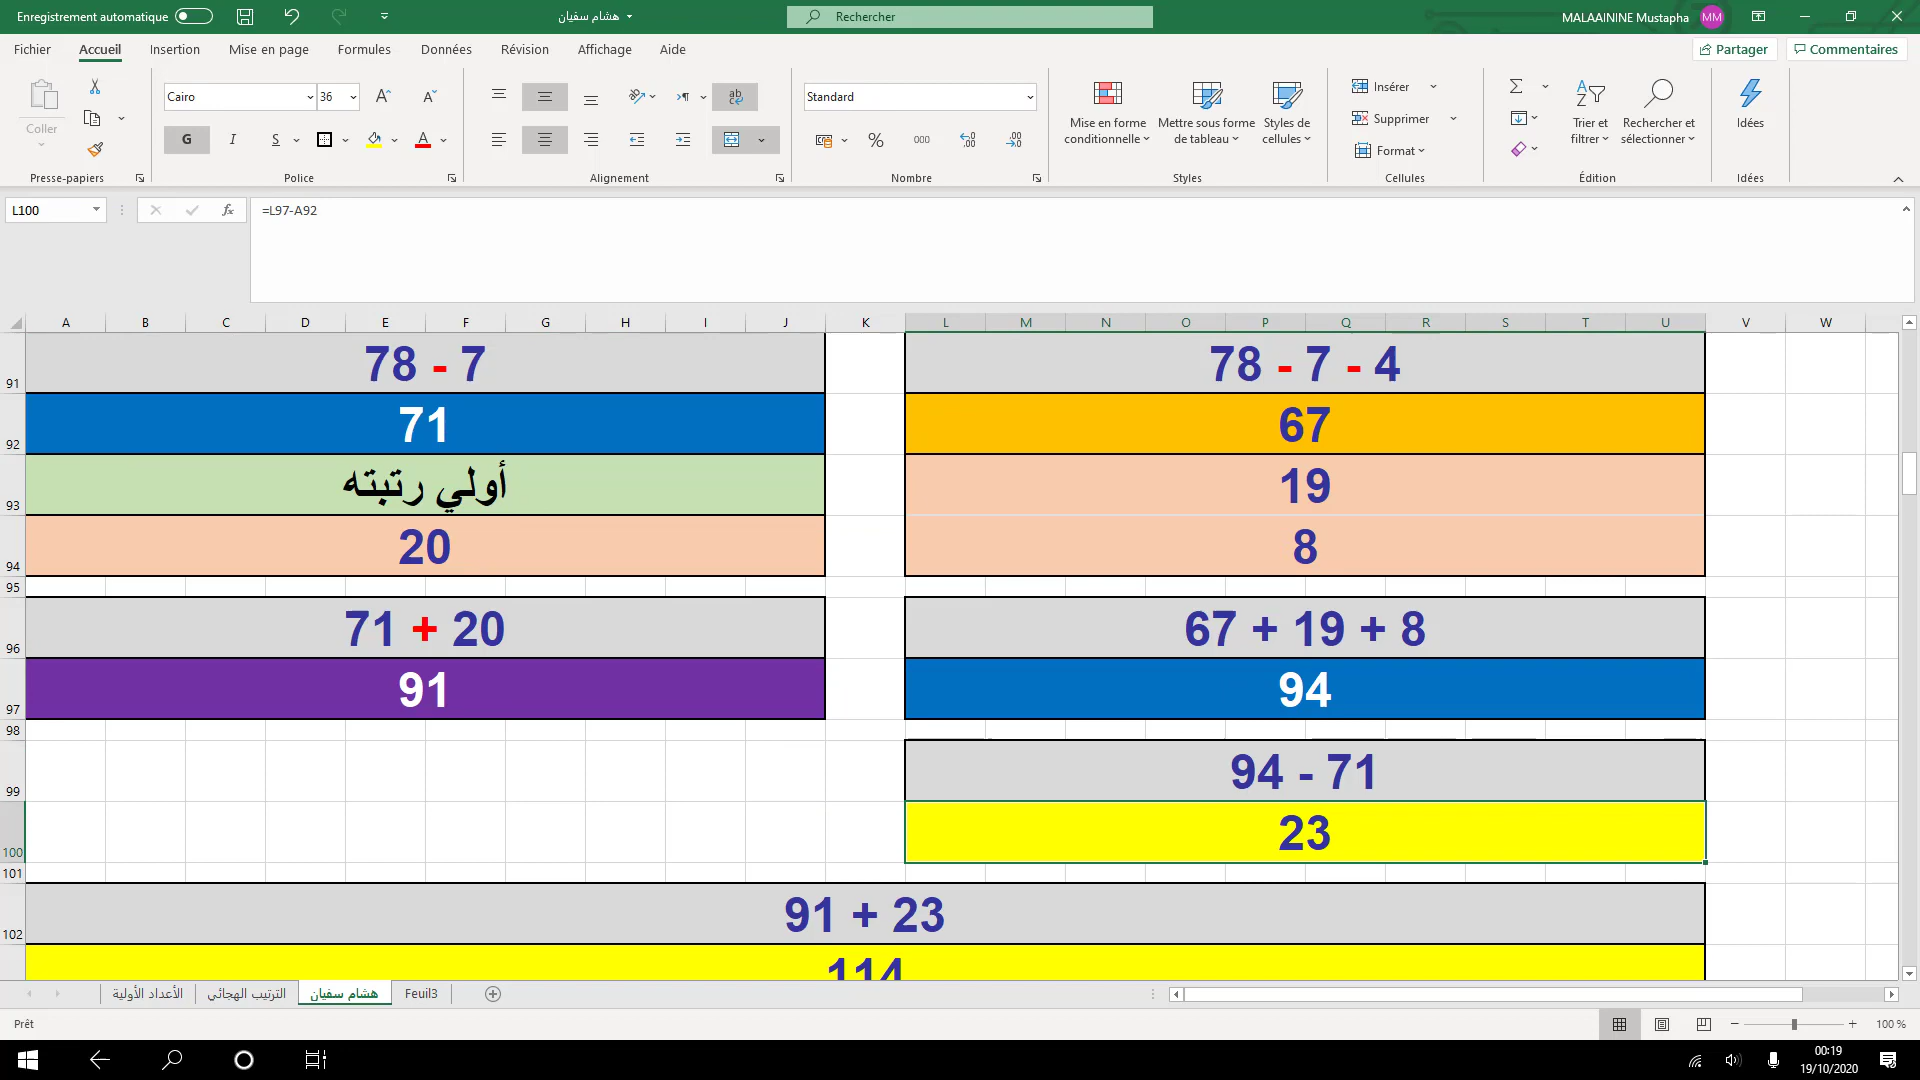 Enregistrement automatique
هشام سفيان
Rechercher
MALAAININE Mustapha MM
Fichier Accueil Insertion Mise en page Formules Données Révision Affichage Aide
Partager Commentaires
Coller
Presse-papiers
Cairo 36
G I S
Police
Alignement
Standard
% 000
Nombre
Mise en forme conditionnelle
Mettre sous forme de tableau
Styles de cellules
Styles
Insérer
Supprimer
Format
Cellules
Trier et filtrer
Rechercher et sélectionner
Édition
Idées
Idées
L100 fx =L97-A92
A B C D E F G H I J K L M N O P Q R S T U V W
91 78 - 7 78 - 7 - 4
92 71 67
93 أولي رتبته 19
94 20 8
95
96 71 + 20 67 + 19 + 8
97 91 94
98
99 94 - 71
100 23
101
102 91 + 23
114
الأعداد الأولية الترتيب الهجائي هشام سفيان Feuil3
Prêt
100 %
00:19
19/10/2020